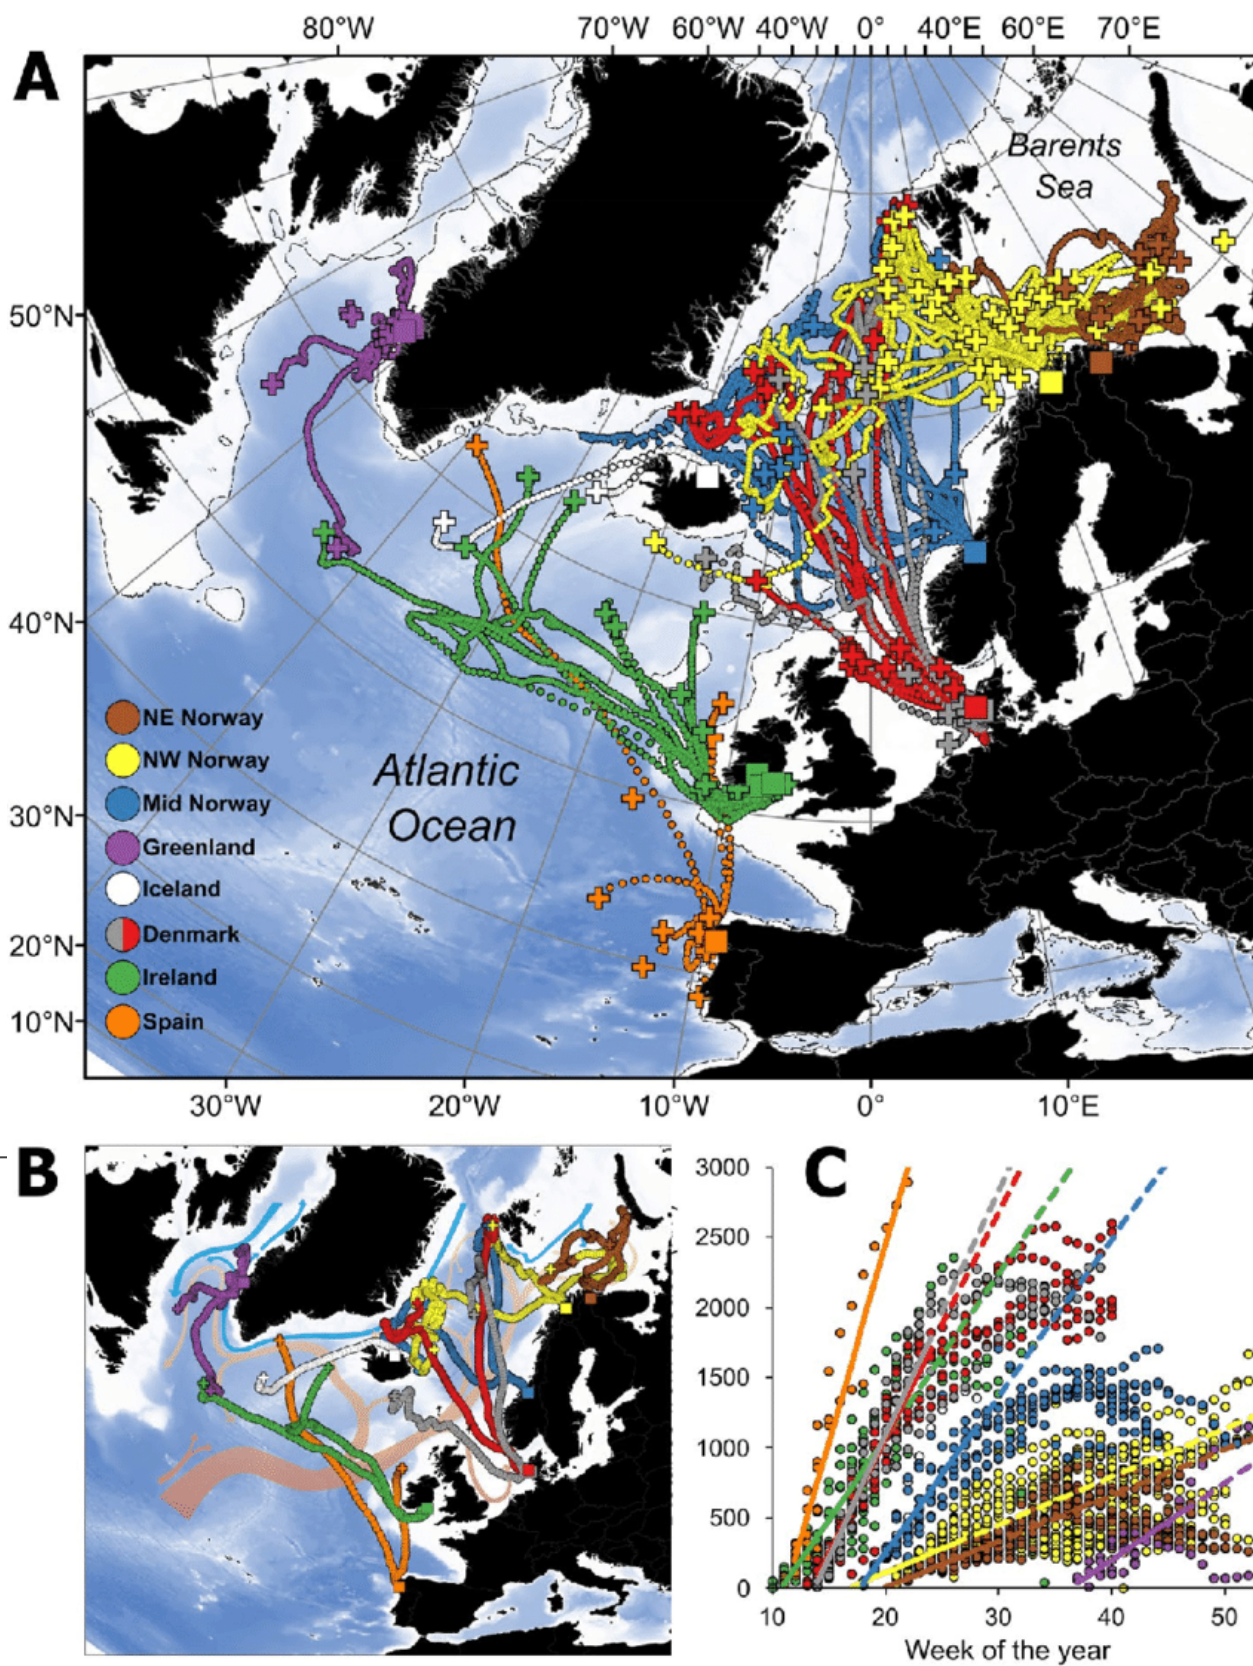 80°W 70°W 60°W 40°W 0° 40°E 60°E 70°E
A
Barents
Sea
50°N
40°N
NE Norway
NW Norway
Atlantic
Mid Norway
Ocean
30°N
Greenland
Iceland
Denmark
20°N
Ireland
10°N
Spain
30°W 20°W 10°W 0° 10°E
B
C
3000
2500
2000
1500
1000
500
0
10 20 30 40 50
Week of the year